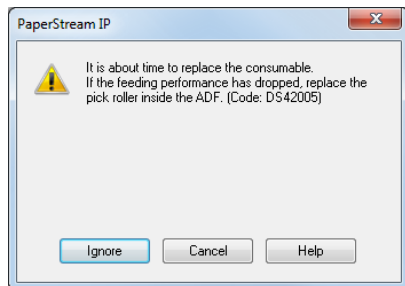 PaperStream IP
It is about time to replace the consumable.
If the feeding performance has dropped, replace the
pick roller inside the ADF. (Code: DS42005)
Ignore
Cancel
Help